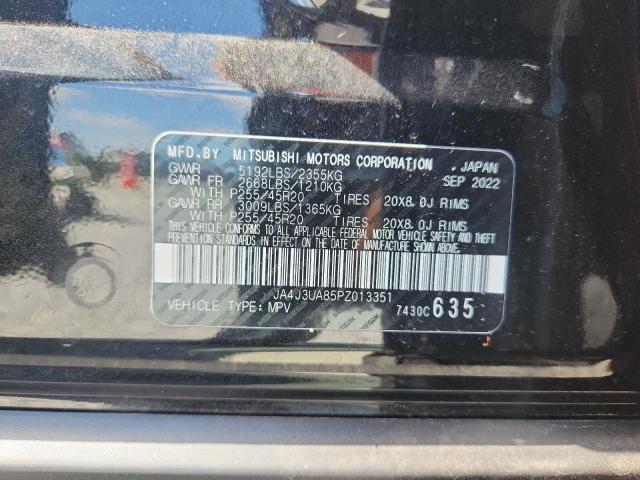 MFD.BY MITSUBISHI MOTORS CORPORATION , JAPAN
GVWR 5192LBS/2355KG SEP 2022
GAWR FR 2668LBS/1210KG
WITH P255/45R20 TIRES 20X8.0J RIMS
GAWR RR 3009LBS/1365KG
WITH P255/45R20 TIRES 20X8.0J RIMS
CONFORMS TO ALL APPLICABLE FEDERAL MOTOR VEHICLE SAFETY AND THEFT
PREVENTION STANDARDS IN EFFECT ON THE DATE OF MANUFACTURE SHOWN ABOVE.
JA4J3UA85PZ013351
VEHICLE TYPE: MPV 7430C 635